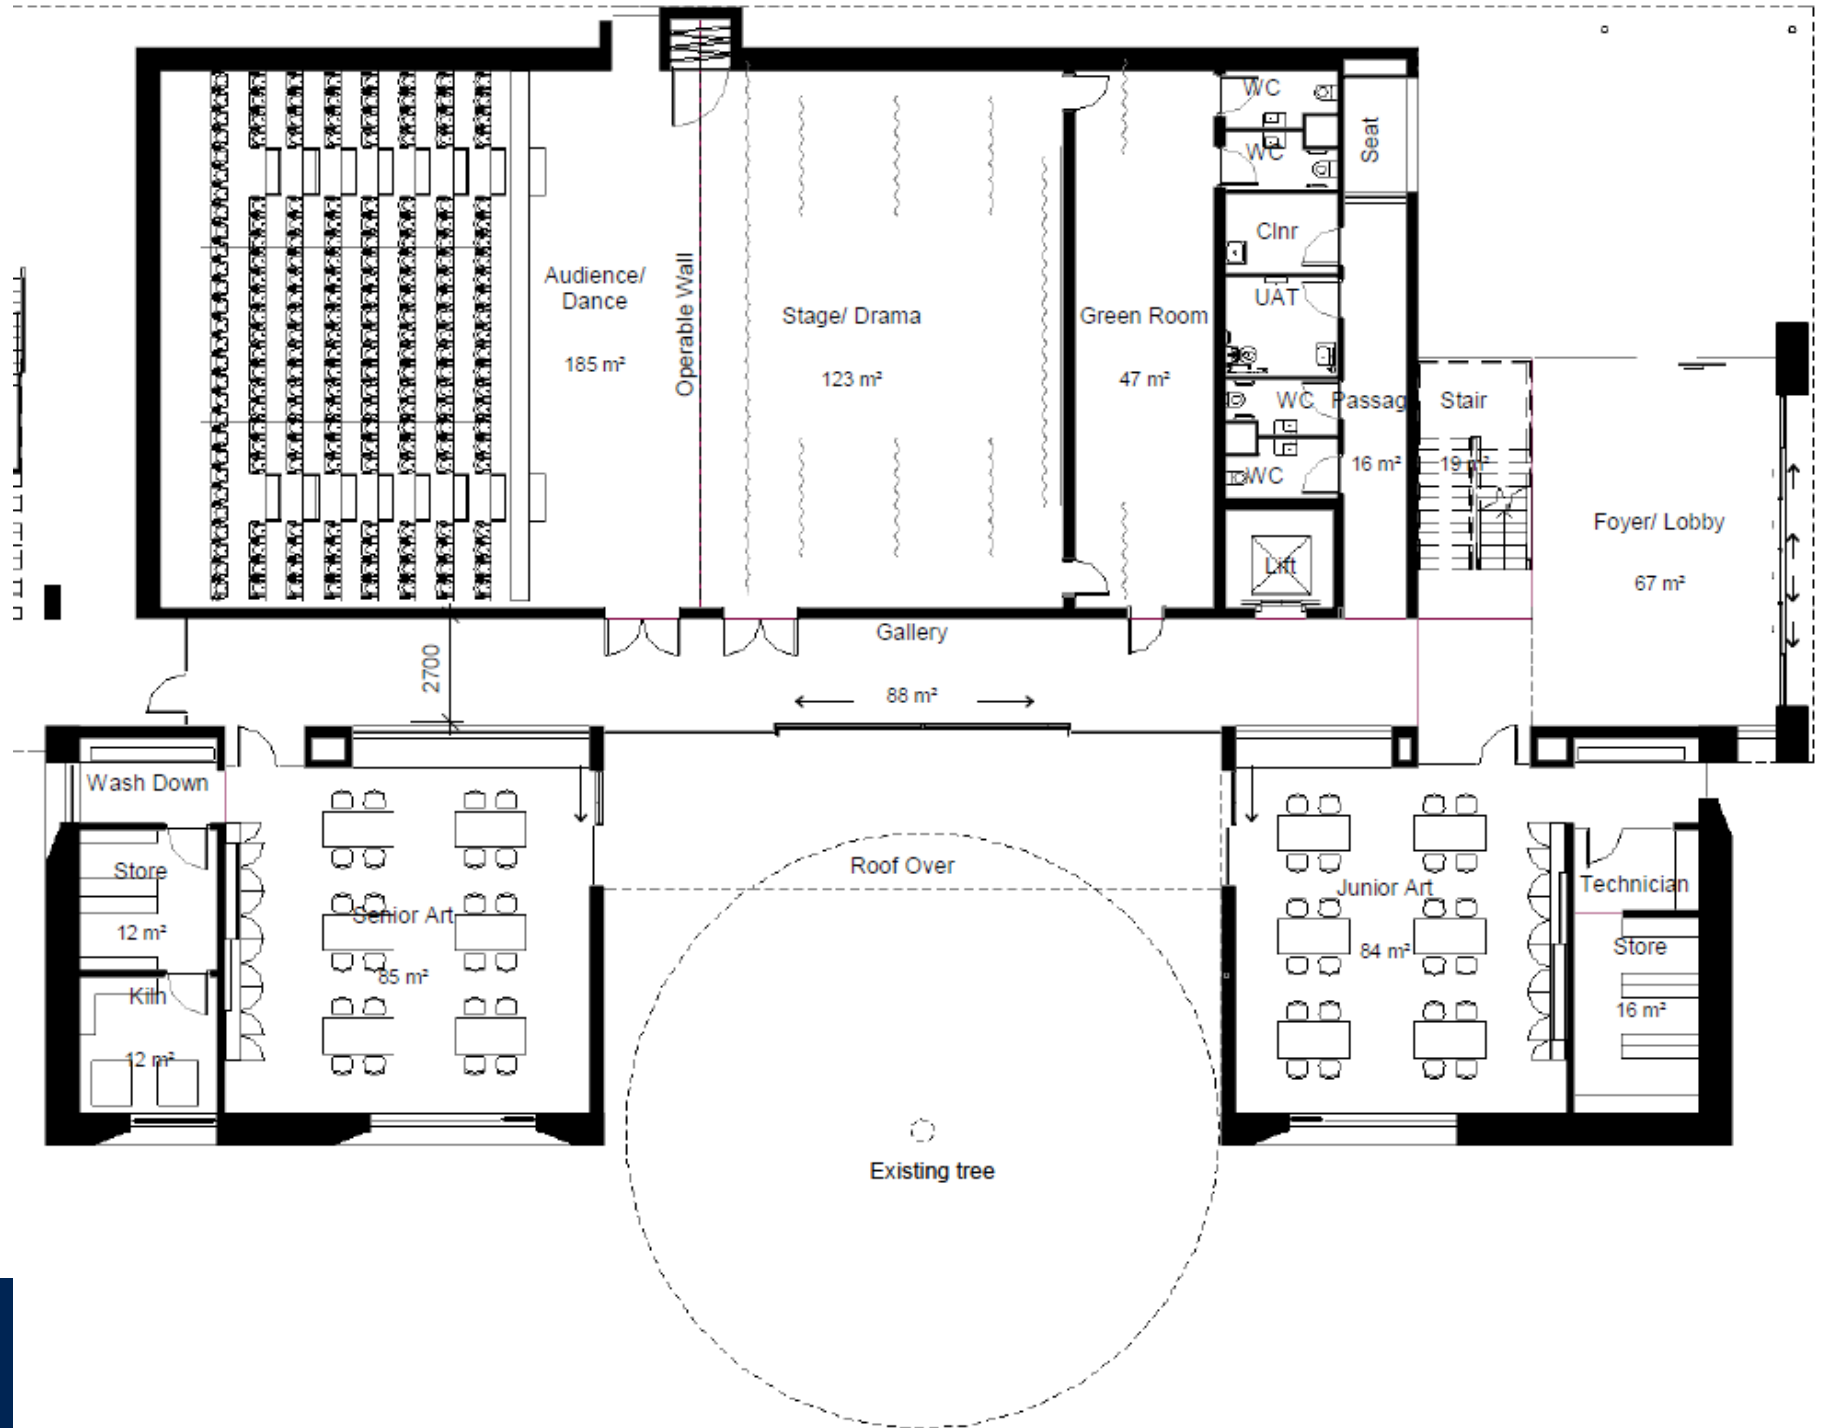 WC
Seat
WC
Clnr
UAT
Audience/
Dance
185 m²
Operable Wall
Stage/ Drama
123 m²
Green Room
47 m²
WC
Passag
16 m²
Stair
19 m²
WC
Lift
Foyer/ Lobby
67 m²
Gallery
88 m²
2700
Wash Down
Store
12 m²
Kiln
12 m²
Senior Art
85 m²
Roof Over
Junior Art
84 m²
Technician
Store
16 m²
Existing tree